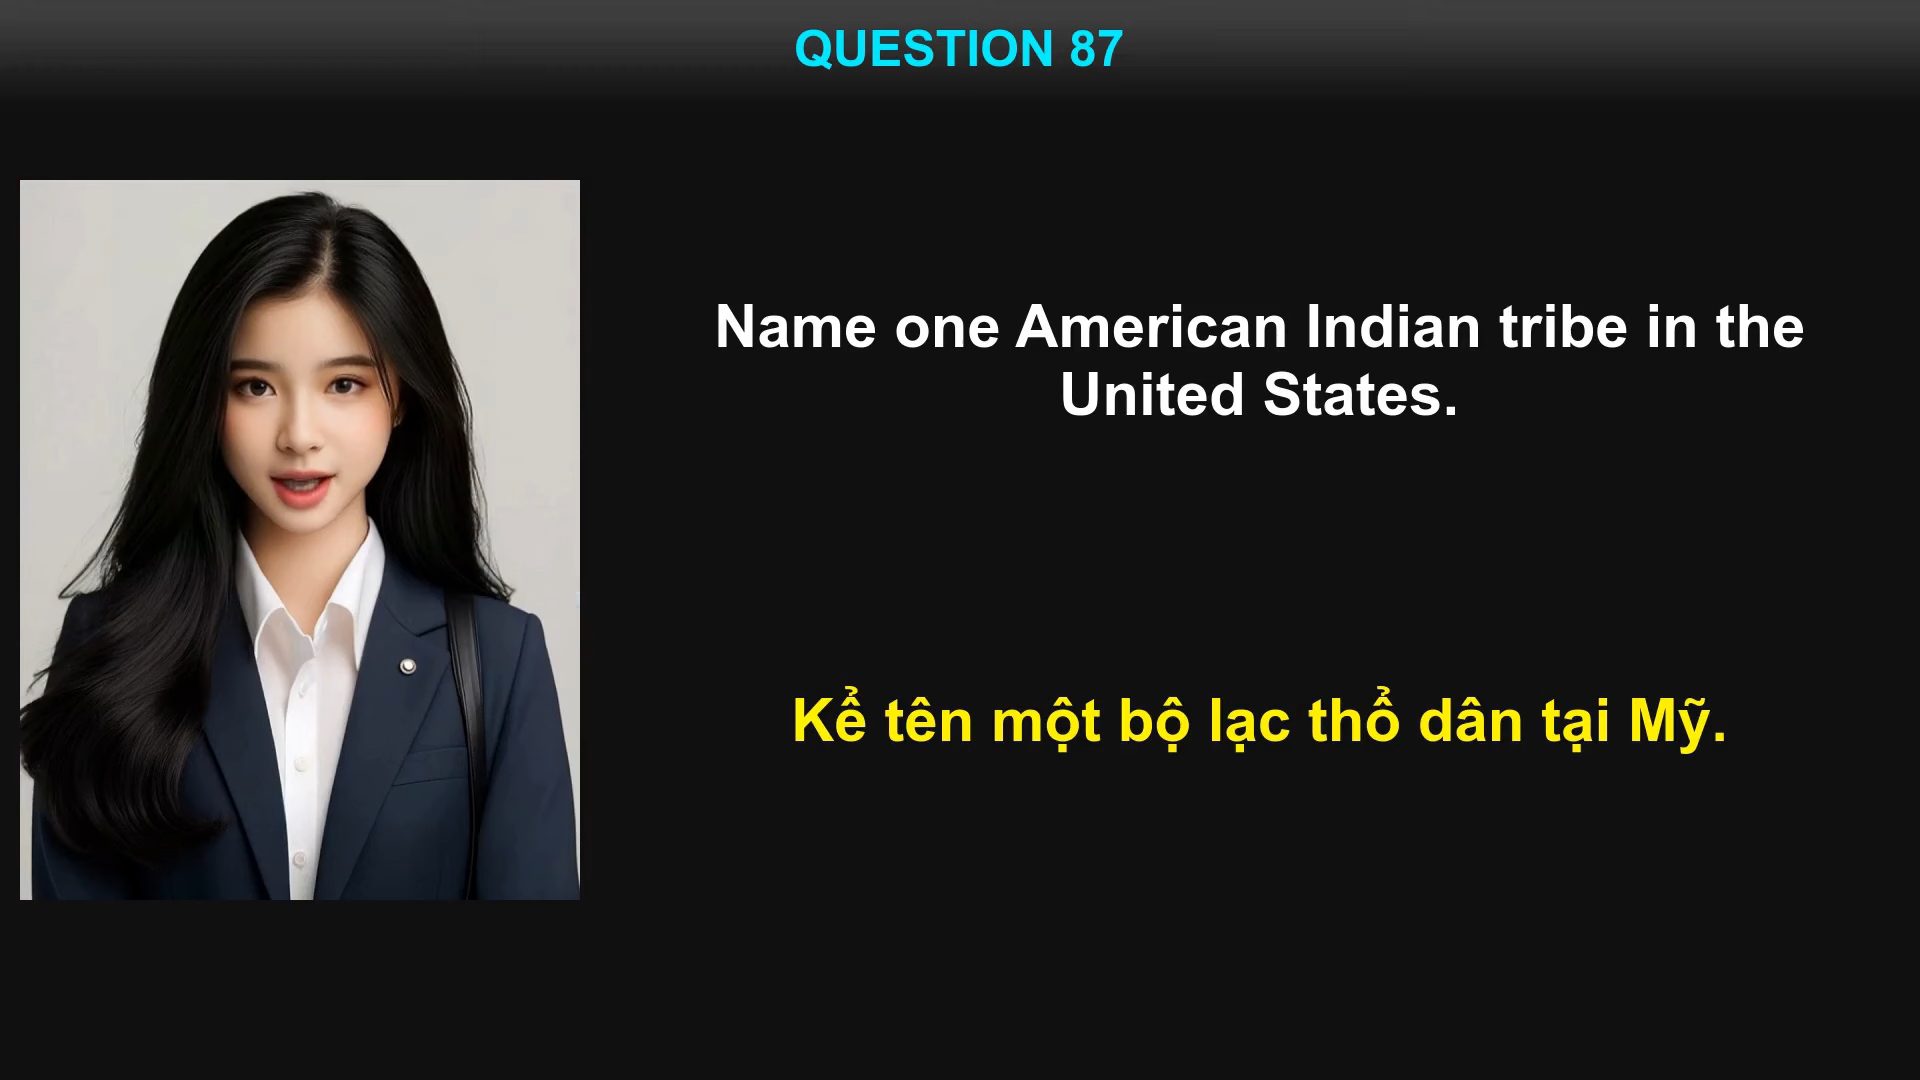 QUESTION 87
Name one American Indian tribe in the
United States.
Kể tên một bộ lạc thổ dân tại Mỹ.